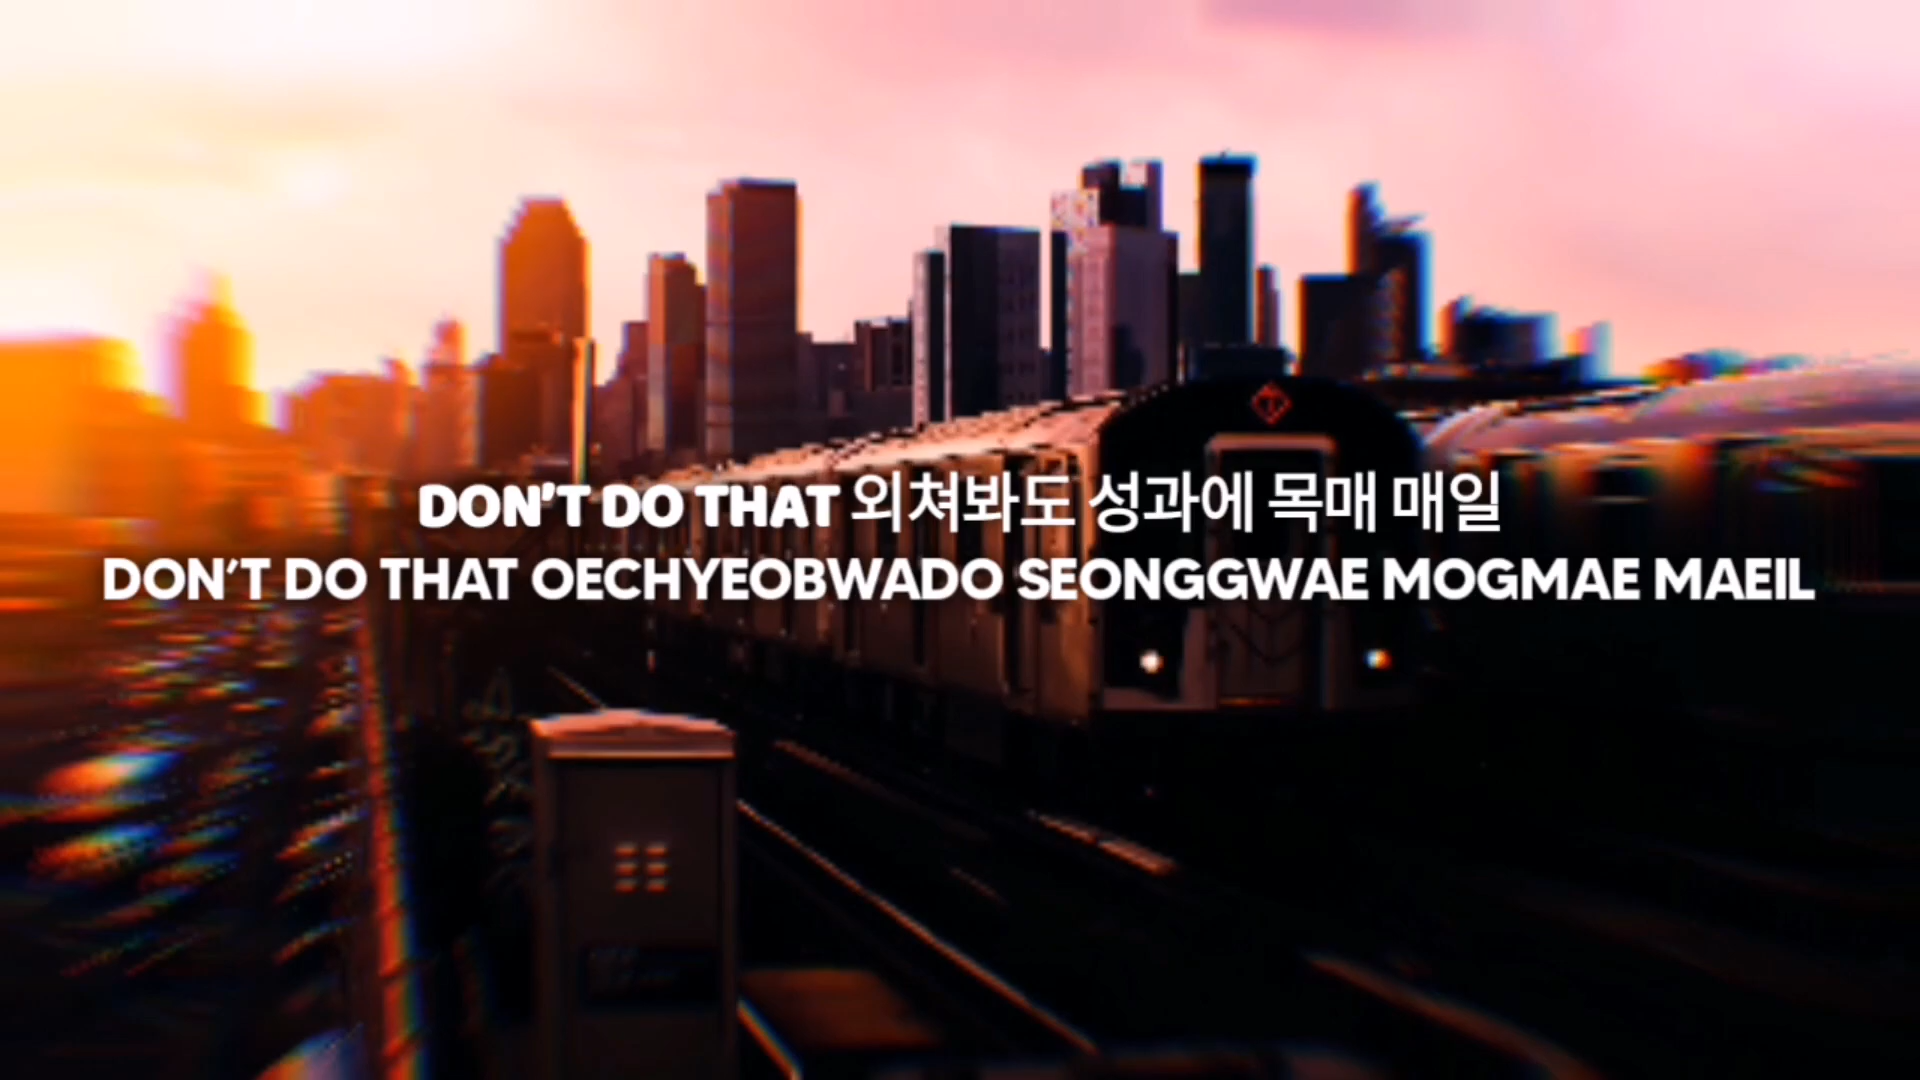 DON'T DO THAT 외쳐봐도 성과에 목매 매일
DON'T DO THAT OECHYEOBWADO SEONGGWAE MOGMAE MAEIL